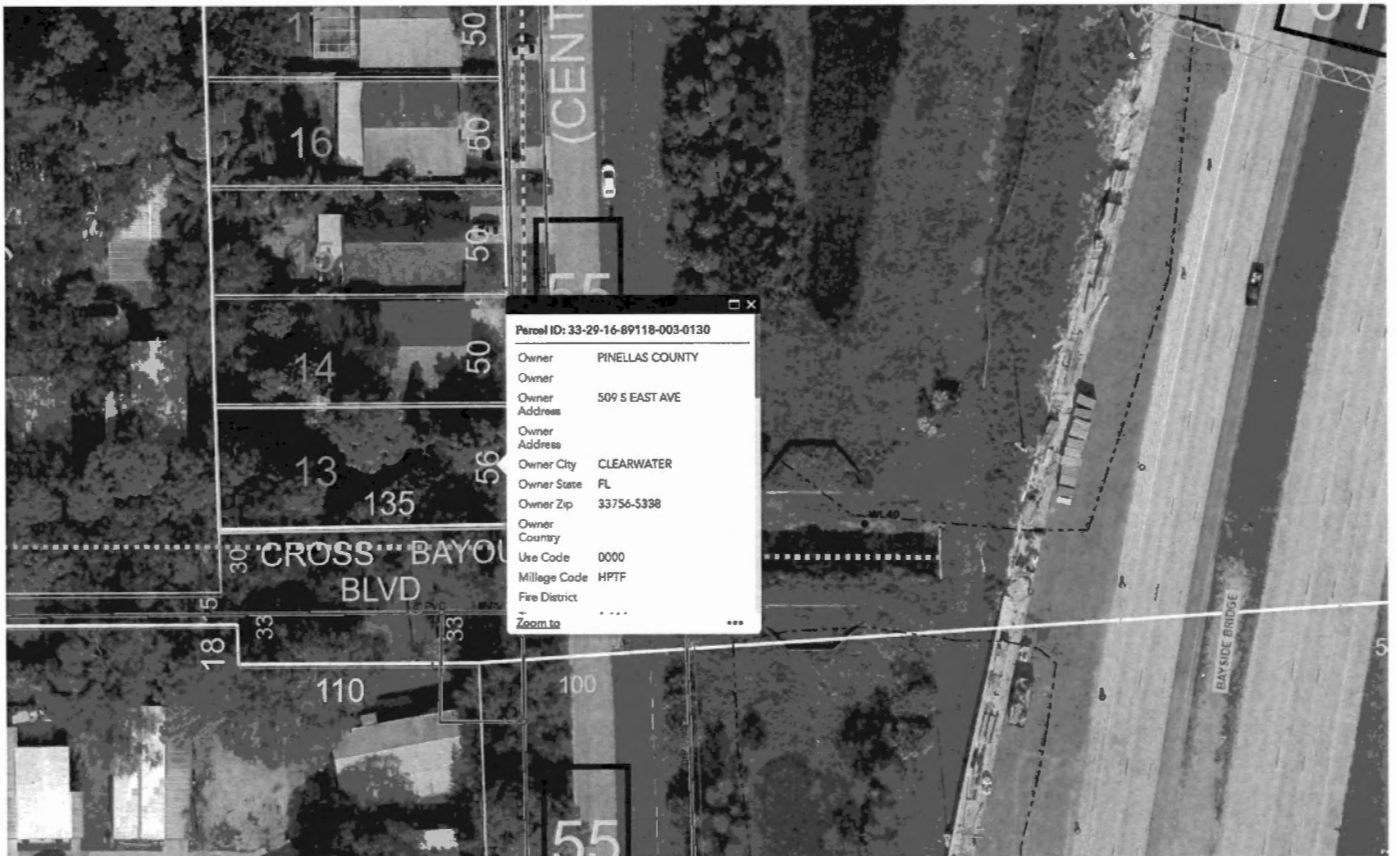 50
(CENT
16
50
15
50
55
14
50
13
56
135
Parcel ID: 33-29-16-89118-003-0130
Owner PINELLAS COUNTY
Owner
Owner Address 509 S EAST AVE
Owner Address
Owner City CLEARWATER
Owner State FL
Owner Zip 33756-5338
Owner Country
Use Code 0000
Millage Code HPTF
Fire District
Zoom to
WL40
30
CROSS BAYOU
BLVD
15
33
33
18
110
100
BAYSIDE BRIDGE
55